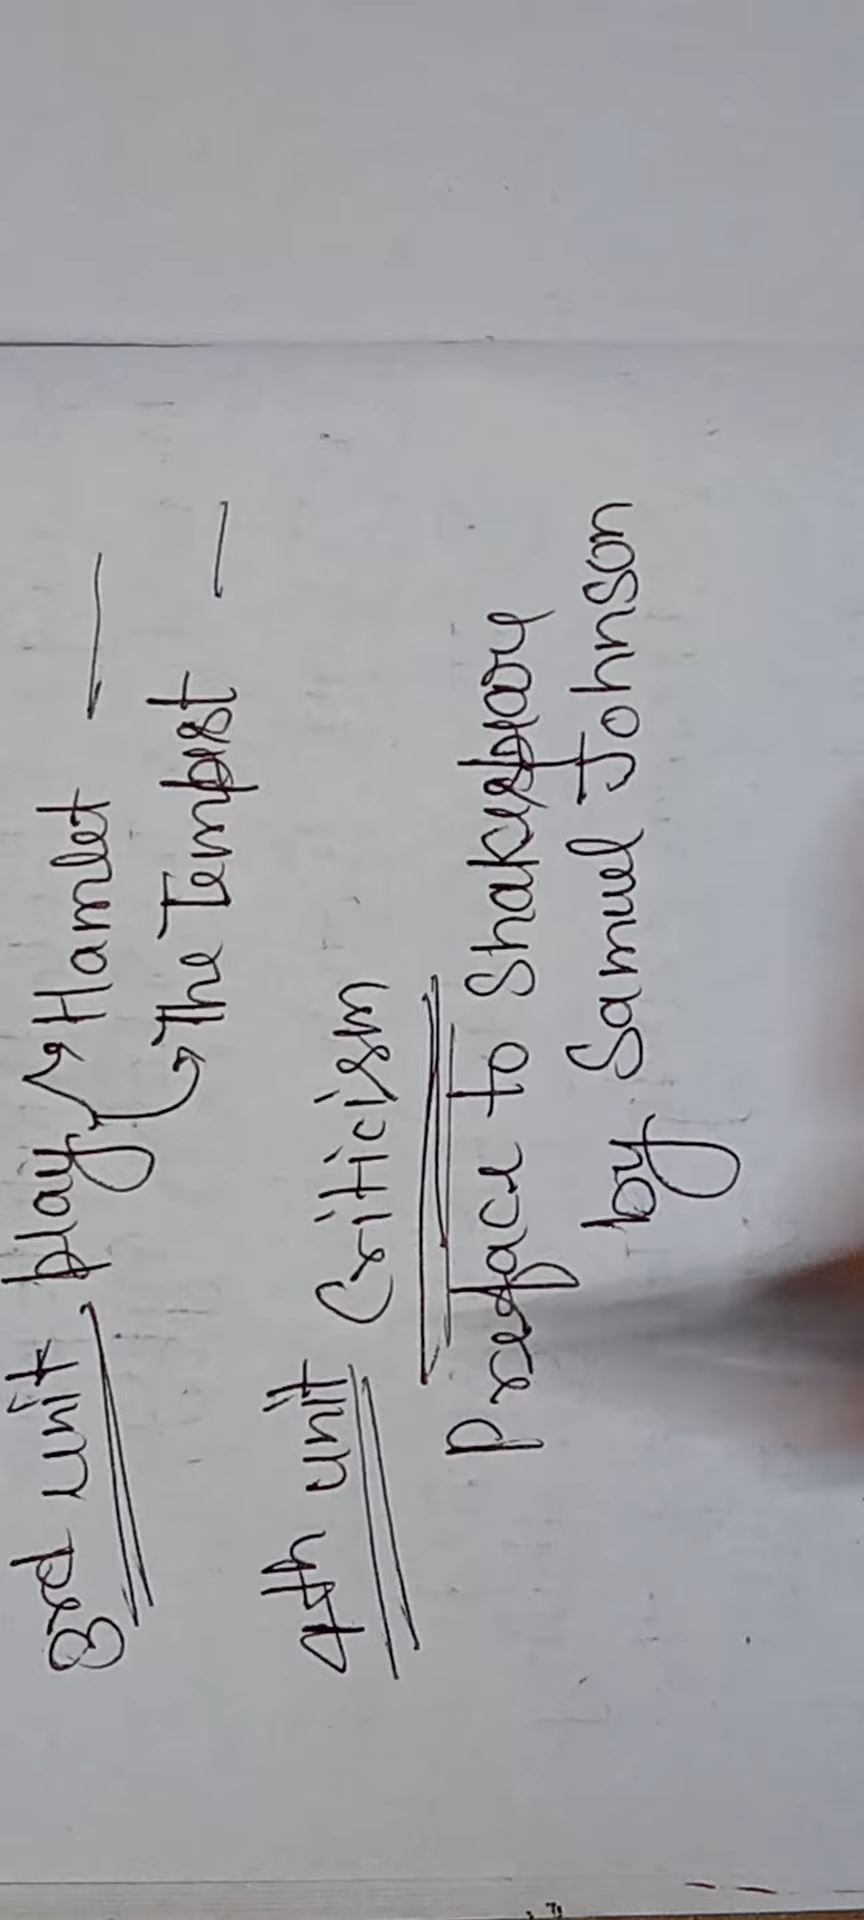 3rd unit play → Hamlet —
→ The Tempest —
4th unit Criticism
Preface to Shakespeare
by Samuel Johnson